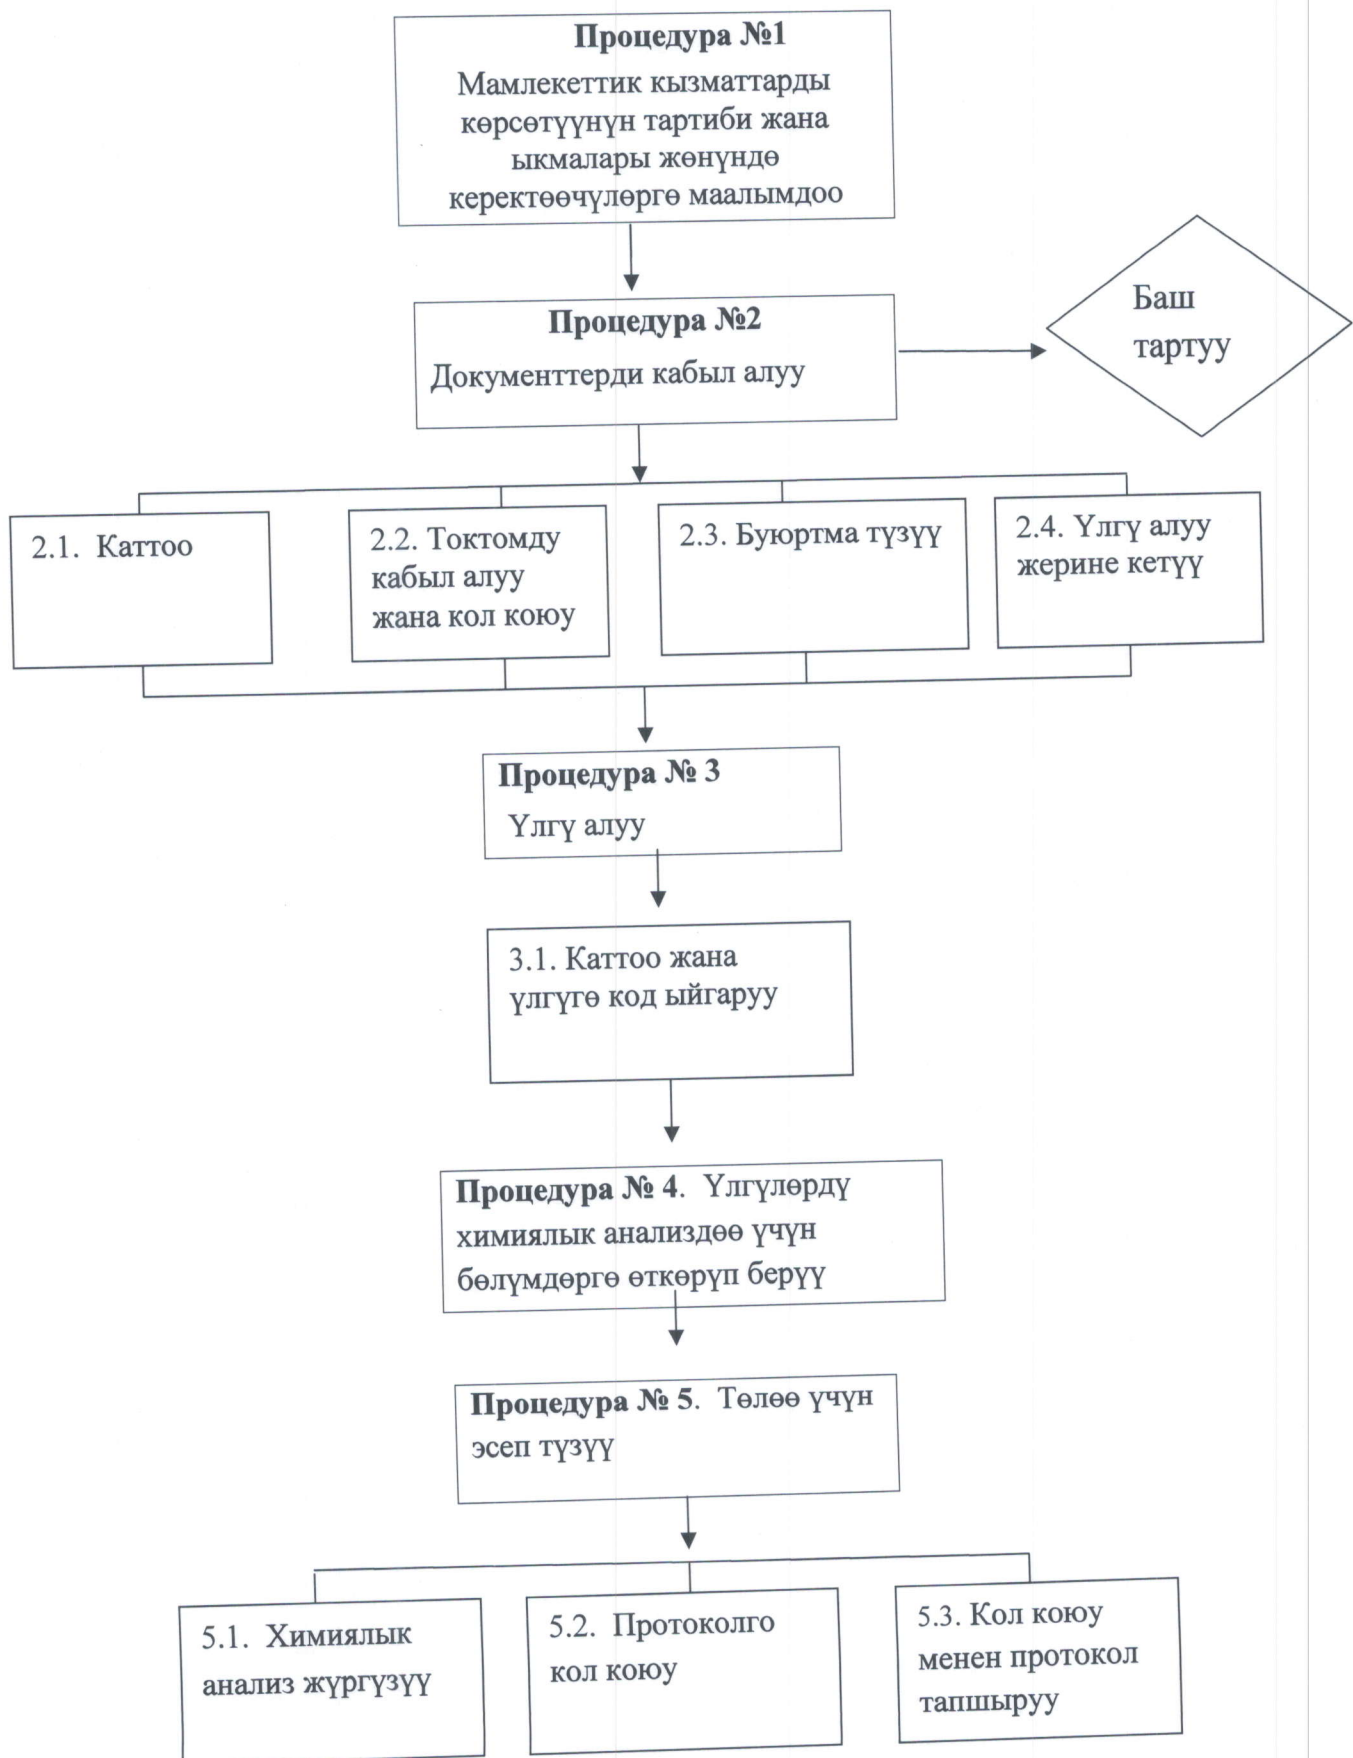 Процедура №1
Мамлекеттик кызматтарды
көрсөтүүнүн тартиби жана
ыкмалары жөнүндө
керектөөчүлөргө маалымдоо
Процедура №2
Документтерди кабыл алуу
Баш
тартуу
2.1. Каттоо
2.2. Токтомду
кабыл алуу
жана кол коюу
2.3. Буюртма түзүү
2.4. Үлгү алуу
жерине кетүү
Процедура № 3
Үлгү алуу
3.1. Каттоо жана
үлгүгө код ыйгаруу
Процедура № 4. Үлгүлөрдү
химиялык анализдөө үчүн
бөлүмдөргө өткөрүп берүү
Процедура № 5. Төлөө үчүн
эсеп түзүү
5.1. Химиялык
анализ жүргүзүү
5.2. Протоколго
кол коюу
5.3. Кол коюу
менен протокол
тапшыруу